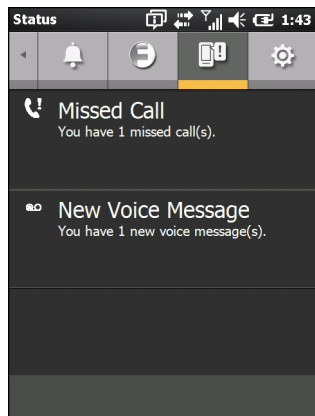 Status 1:43
Missed Call
You have 1 missed call(s).
New Voice Message
You have 1 new voice message(s).